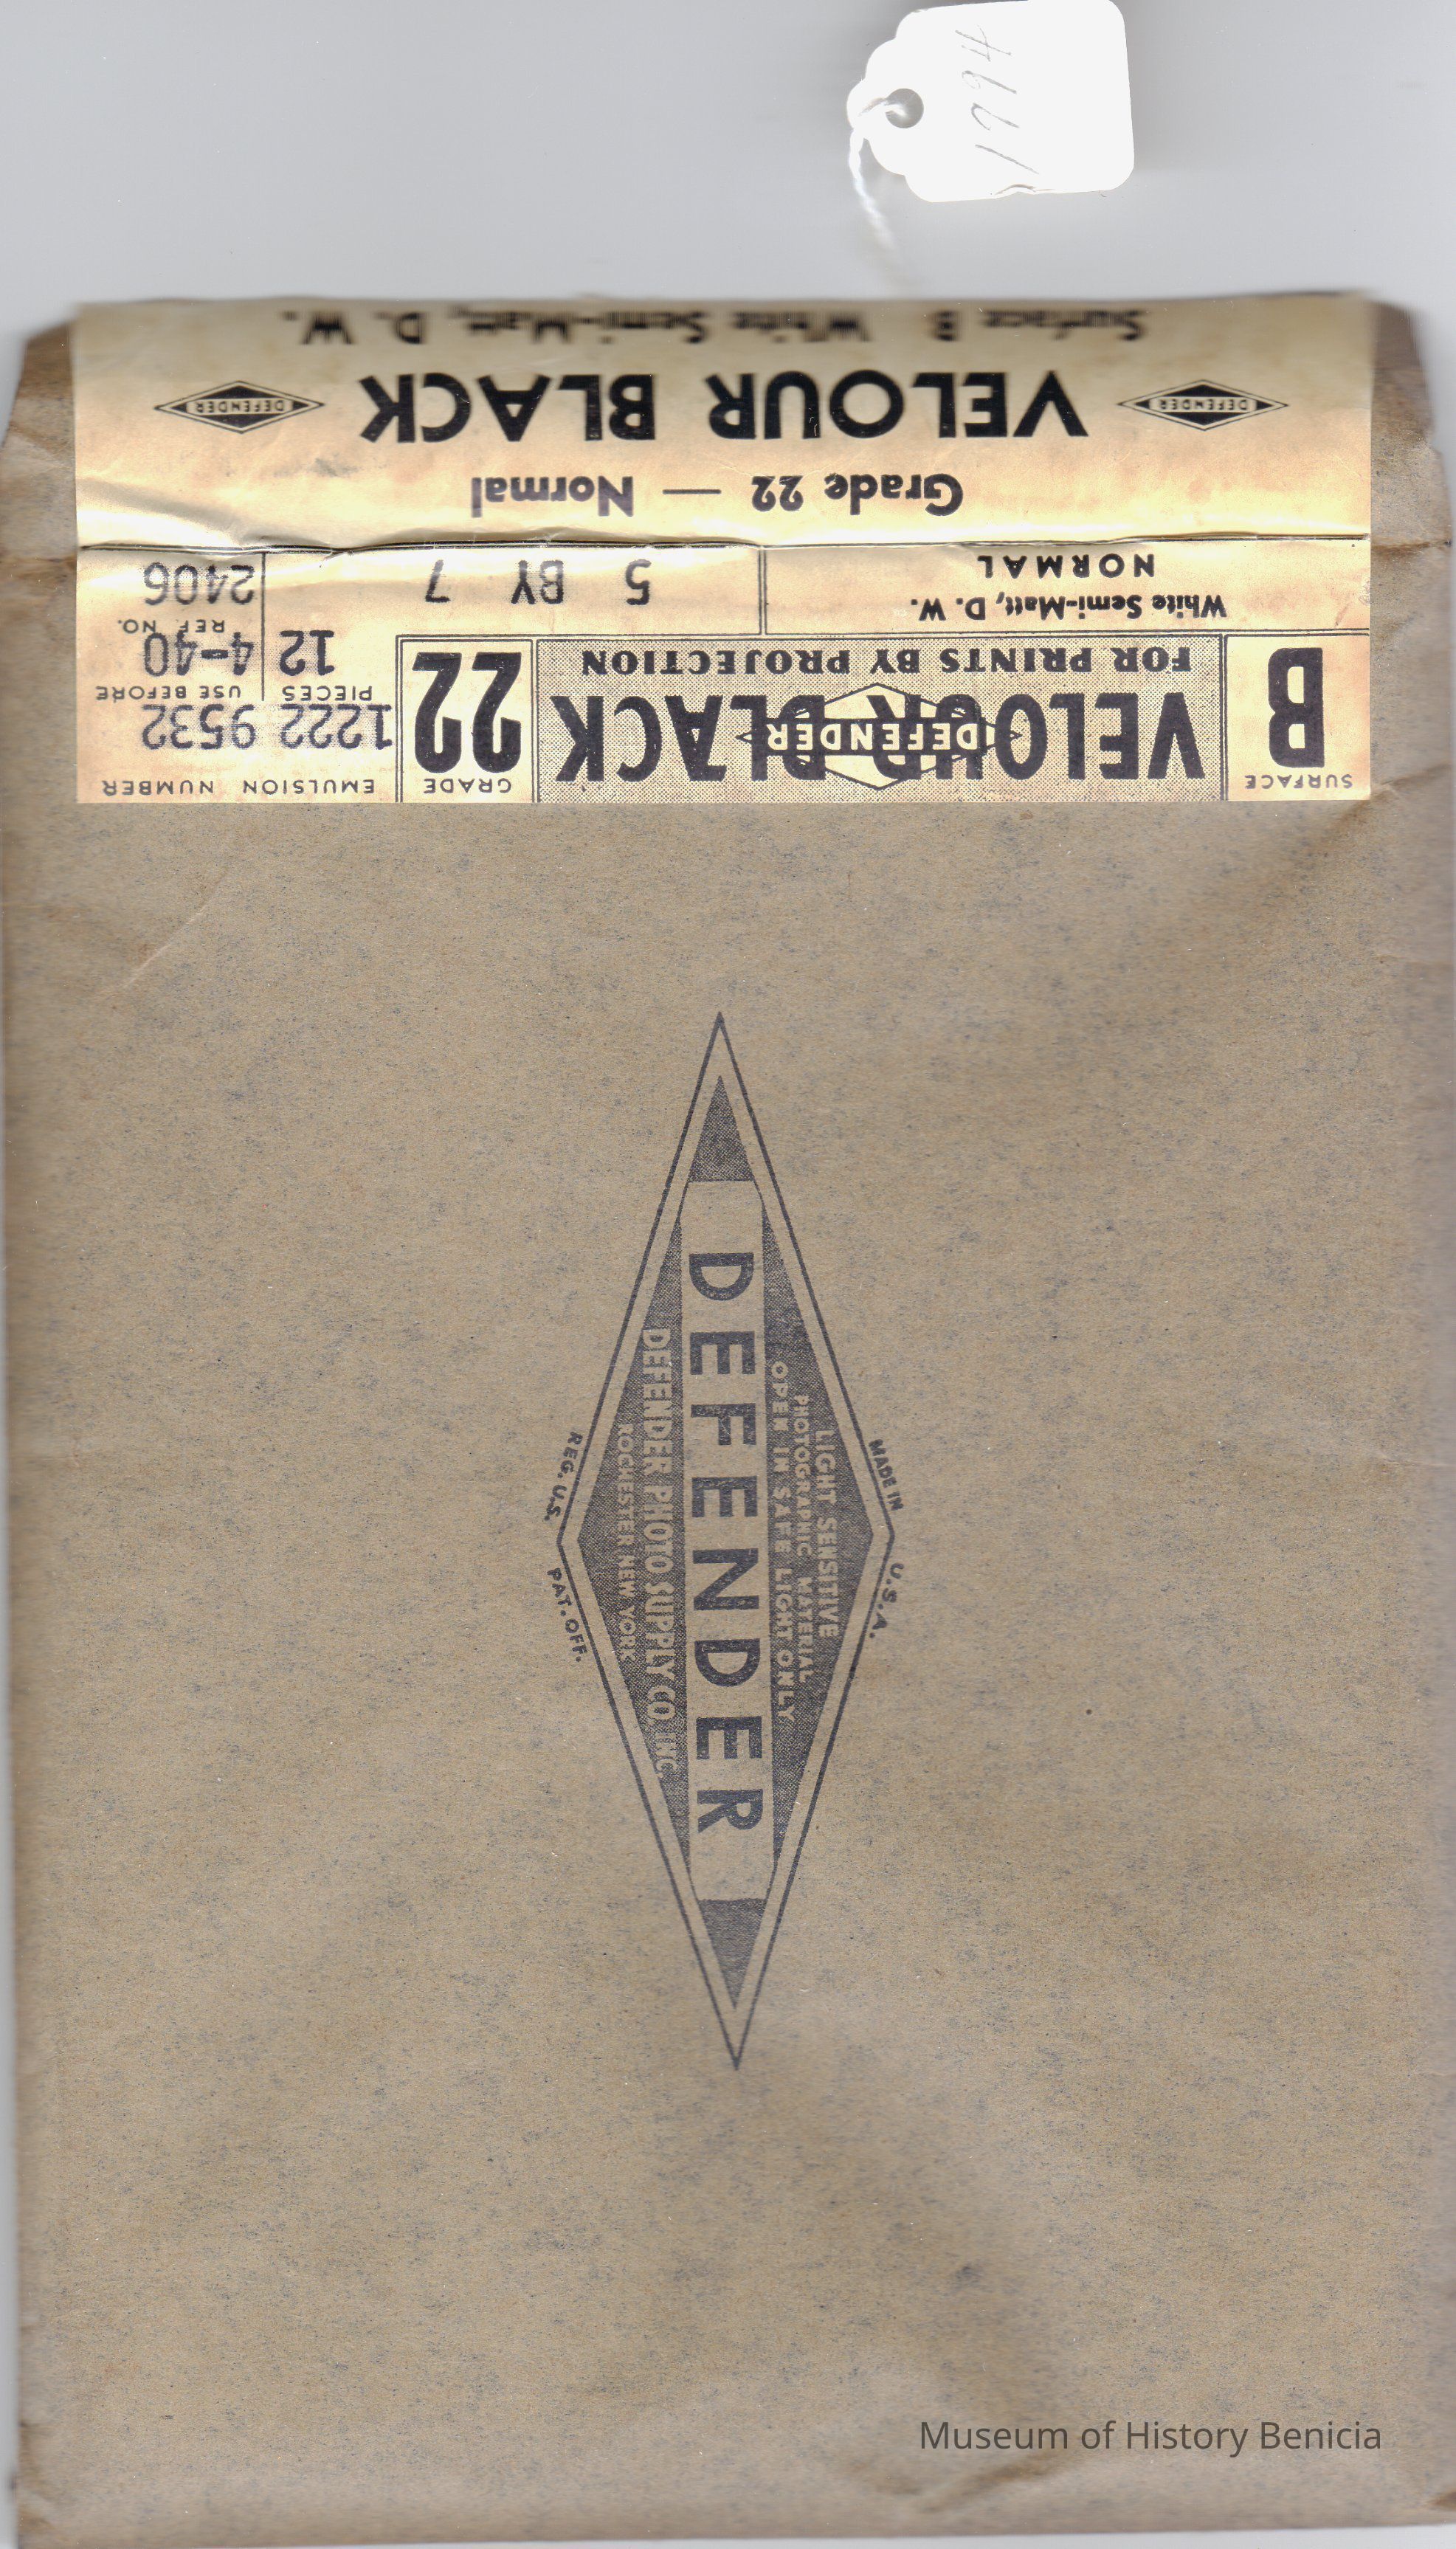 1794
SURFACE
B
VELOUR BLACK
DEFENDER
FOR PRINTS BY PROJECTION
GRADE
22
EMULSION NUMBER
1222 9532
PIECES
12
USE BEFORE
4-40
REF. NO.
2406
White Semi-Matt, D. W.
NORMAL
5 BY 7
Grade 22 — Normal
DEFENDER
VELOUR BLACK
DEFENDER
Surface B White Semi-Matt, D. W.
MADE IN U.S.A.
LIGHT SENSITIVE
PHOTOGRAPHIC MATERIAL
OPEN IN SAFE LIGHT ONLY
DEFENDER
DEFENDER PHOTO SUPPLY CO. INC.
ROCHESTER NEW YORK
REG. U.S. PAT. OFF.
Museum of History Benicia